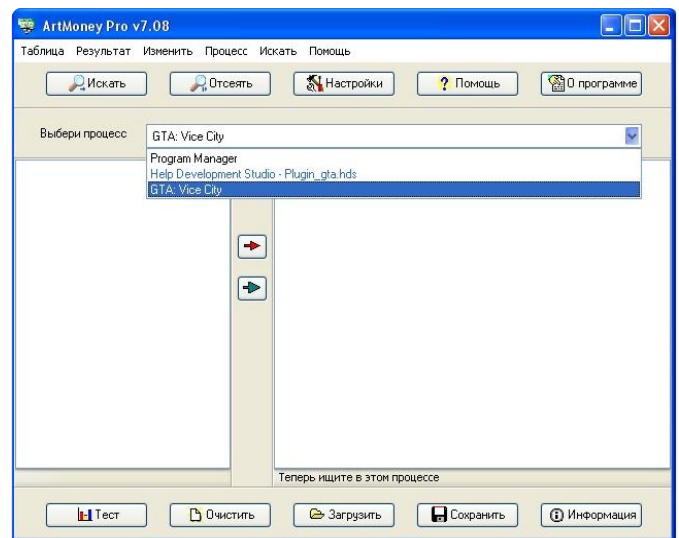 ArtMoney Pro v7.08
Таблица Результат Изменить Процесс Искать Помощь
Искать Отсеять Настройки ? Помощь О программе
Выбери процесс GTA: Vice City
Program Manager
Help Development Studio - Plugin_gta.hds
GTA: Vice City
Теперь ищите в этом процессе
Тест Очистить Загрузить Сохранить Информация